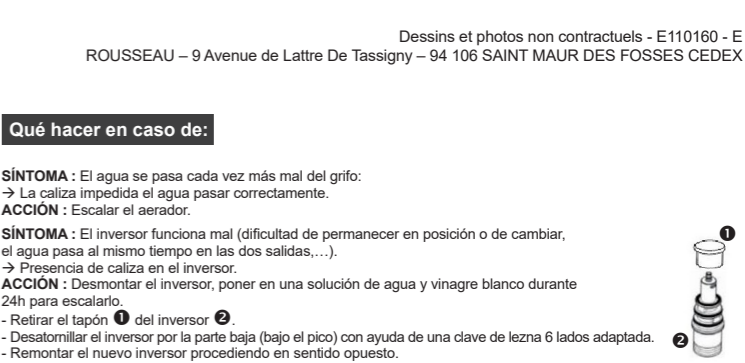 Dessins et photos non contractuels - E110160 - E
ROUSSEAU – 9 Avenue de Lattre De Tassigny – 94 106 SAINT MAUR DES FOSSES CEDEX
Qué hacer en caso de:
SÍNTOMA : El agua se pasa cada vez más mal del grifo:
→ La caliza impedida el agua pasar correctamente.
ACCIÓN : Escalar el aerador.
SÍNTOMA : El inversor funciona mal (dificultad de permanecer en posición o de cambiar,
el agua pasa al mismo tiempo en las dos salidas,…).
→ Presencia de caliza en el inversor.
ACCIÓN : Desmontar el inversor, poner en una solución de agua y vinagre blanco durante
24h para escalarlo.
- Retirar el tapón ❶ del inversor ❷.
- Desatornillar el inversor por la parte baja (bajo el pico) con ayuda de una clave de lezna 6 lados adaptada.
- Remontar el nuevo inversor procediendo en sentido opuesto.
❶
❷